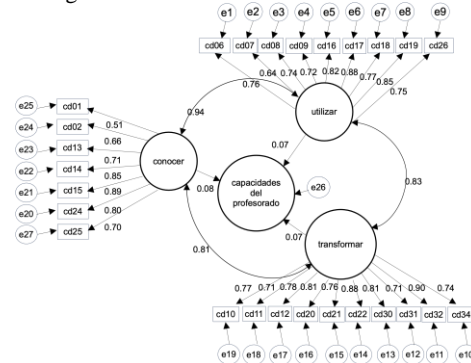 e1 e2 e3 e4 e5 e6 e7 e8 e9
cd06 cd07 cd08 cd09 cd16 cd17 cd18 cd19 cd26
0.76 0.64 0.74 0.72 0.82 0.88 0.77 0.85 0.75
utilizar
0.94
e25 cd01 0.51
e24 cd02 0.66
e23 cd13 0.71
e22 cd14 0.85
e21 cd15 0.89
e20 cd24 0.80
e27 cd25 0.70
conocer
0.07
0.08
capacidades
del
profesorado
e26
0.83
0.07
0.81
transformar
0.77 0.71 0.78 0.81 0.76 0.88 0.81 0.71 0.90 0.74
cd10 cd11 cd12 cd20 cd21 cd22 cd30 cd31 cd32 cd34
e19 e18 e17 e16 e15 e14 e13 e12 e11 e10